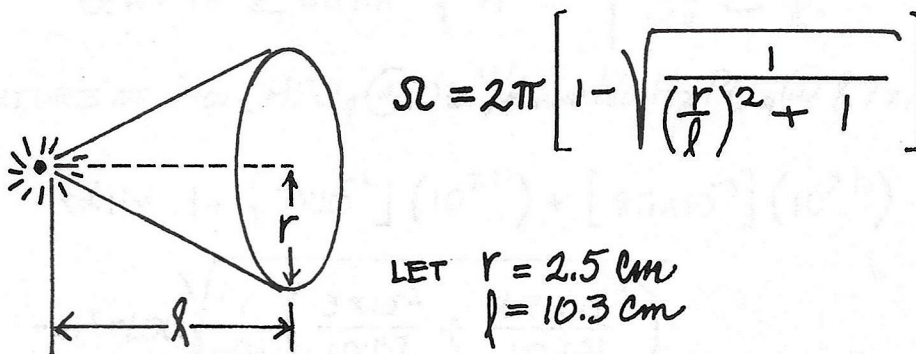 Ω = 2π [ 1 - √( 1 / ( (r/ℓ)² + 1 ) ) ]
r
ℓ
LET r = 2.5 cm
ℓ = 10.3 cm